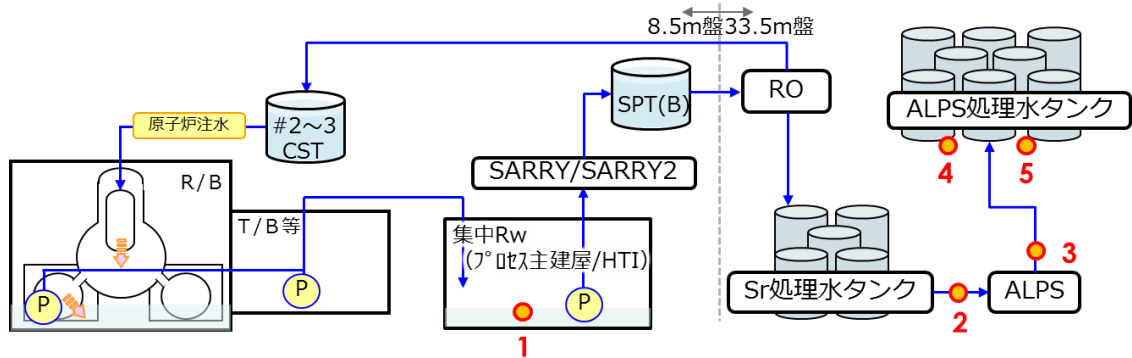 8.5m盤33.5m盤
原子炉注水
#2～3
CST
SPT(B)
RO
ALPS処理水タンク
4
5
R/B
SARRY/SARRY2
T/B等
集中Rw
(ﾌﾟﾛｾｽ主建屋/HTI)
P
P
P
1
Sr処理水タンク
2
ALPS
3